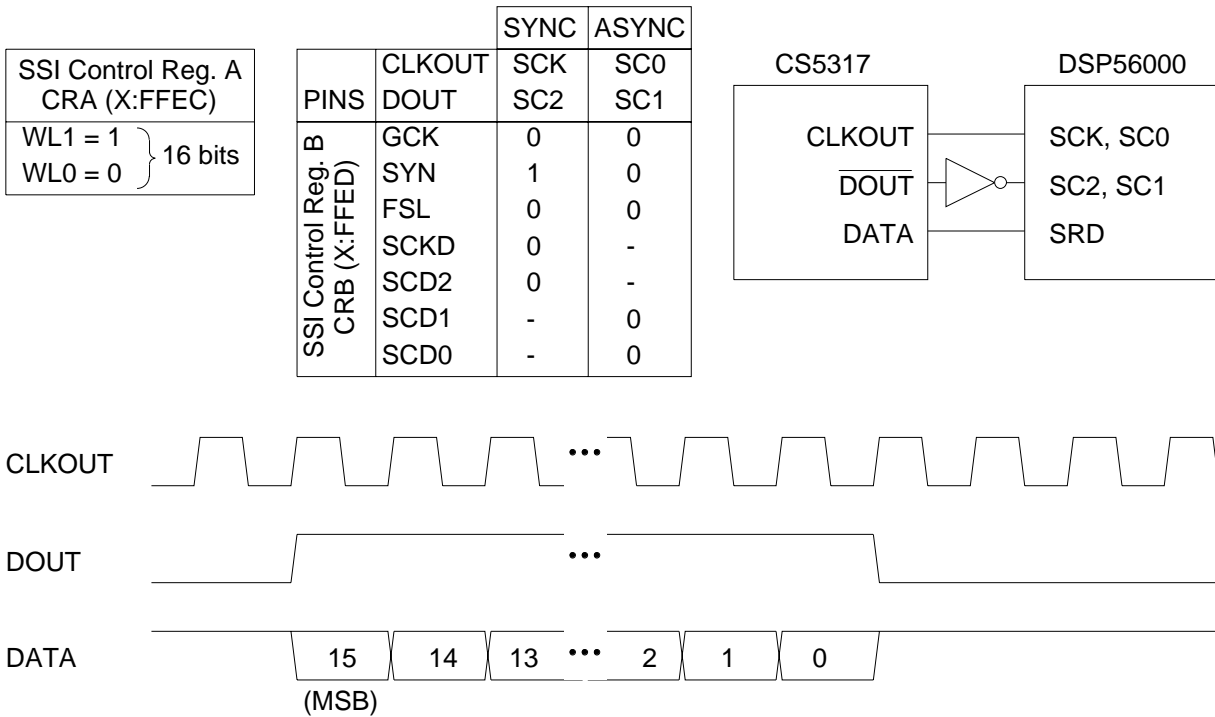 SSI Control Reg. A
CRA (X:FFEC)
WL1 = 1
WL0 = 0
16 bits
SYNC ASYNC
PINS CLKOUT SCK SC0
DOUT SC2 SC1
SSI Control Reg. B
CRB (X:FFED)
GCK 0 0
SYN 1 0
FSL 0 0
SCKD 0 -
SCD2 0 -
SCD1 - 0
SCD0 - 0
CS5317 DSP56000
CLKOUT SCK, SC0
DOUT SC2, SC1
DATA SRD
CLKOUT •••
DOUT •••
DATA 15 14 13 ••• 2 1 0
(MSB)